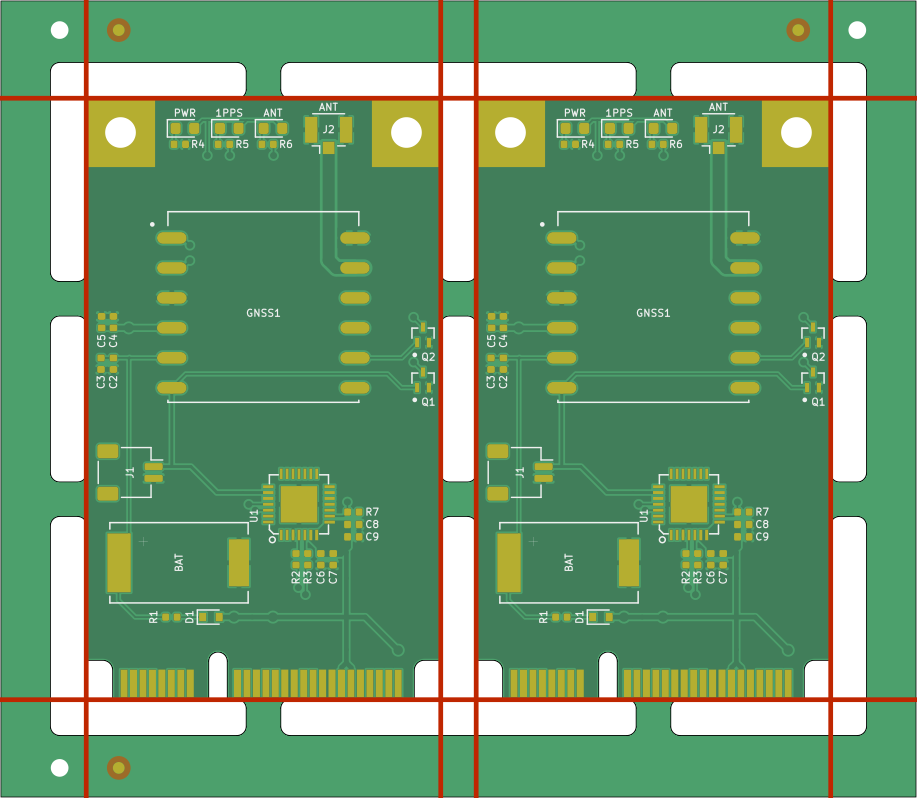 ANT ANT
PWR 1PPS ANT PWR 1PPS ANT
J2 J2
R4 R5 R6 R4 R5 R6
GNSS1 GNSS1
C5 C4 C5 C4
Q2 Q2
C3 C2 C3 C2
Q1 Q1
J1 J1
U1 R7 U1 R7
C8 C8
C9 C9
+ +
BAT BAT
R2 R3 C6 C7 R2 R3 C6 C7
R1 D1 R1 D1